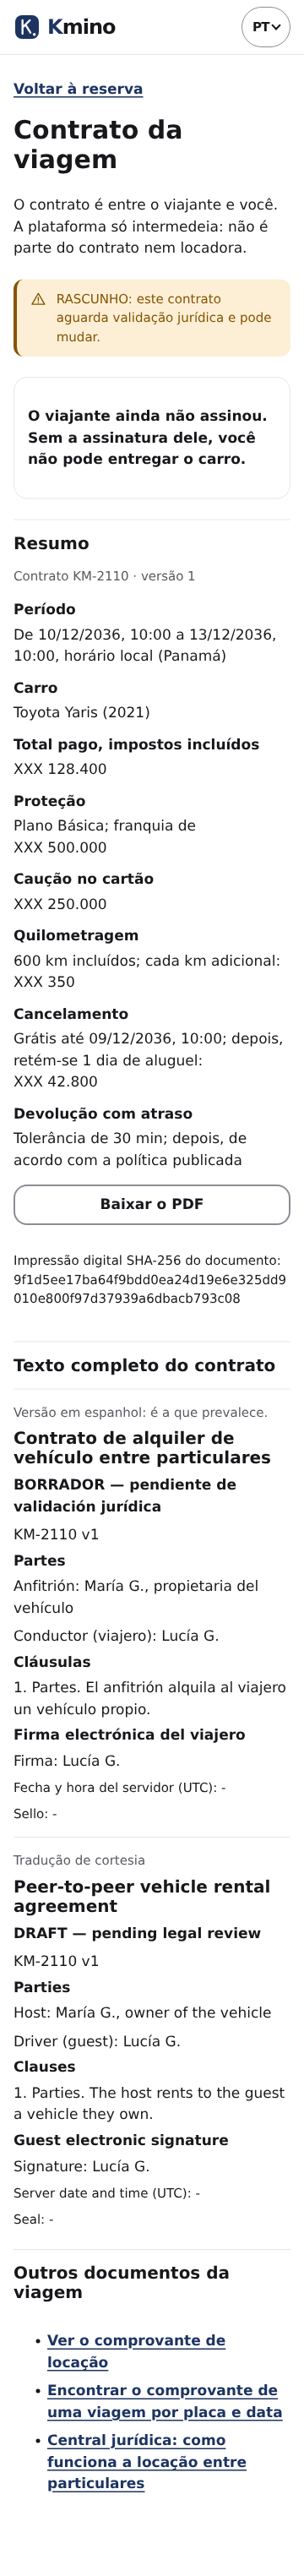 Kmino
PT
Voltar à reserva
Contrato da
viagem
O contrato é entre o viajante e você.
A plataforma só intermedeia: não é
parte do contrato nem locadora.
RASCUNHO: este contrato
aguarda validação jurídica e pode
mudar.
O viajante ainda não assinou.
Sem a assinatura dele, você
não pode entregar o carro.
Resumo
Contrato KM-2110 · versão 1
Período
De 10/12/2036, 10:00 a 13/12/2036,
10:00, horário local (Panamá)
Carro
Toyota Yaris (2021)
Total pago, impostos incluídos
XXX 128.400
Proteção
Plano Básica; franquia de
XXX 500.000
Caução no cartão
XXX 250.000
Quilometragem
600 km incluídos; cada km adicional:
XXX 350
Cancelamento
Grátis até 09/12/2036, 10:00; depois,
retém-se 1 dia de aluguel:
XXX 42.800
Devolução com atraso
Tolerância de 30 min; depois, de
acordo com a política publicada
Baixar o PDF
Impressão digital SHA-256 do documento:
9f1d5ee17ba64f9bdd0ea24d19e6e325dd9
010e800f97d37939a6dbacb793c08
Texto completo do contrato
Versão em espanhol: é a que prevalece.
Contrato de alquiler de
vehículo entre particulares
BORRADOR — pendiente de
validación jurídica
KM-2110 v1
Partes
Anfitrión: María G., propietaria del
vehículo
Conductor (viajero): Lucía G.
Cláusulas
1. Partes. El anfitrión alquila al viajero
un vehículo propio.
Firma electrónica del viajero
Firma: Lucía G.
Fecha y hora del servidor (UTC): -
Sello: -
Tradução de cortesia
Peer-to-peer vehicle rental
agreement
DRAFT — pending legal review
KM-2110 v1
Parties
Host: María G., owner of the vehicle
Driver (guest): Lucía G.
Clauses
1. Parties. The host rents to the guest
a vehicle they own.
Guest electronic signature
Signature: Lucía G.
Server date and time (UTC): -
Seal: -
Outros documentos da
viagem
• Ver o comprovante de
locação
• Encontrar o comprovante de
uma viagem por placa e data
• Central jurídica: como
funciona a locação entre
particulares